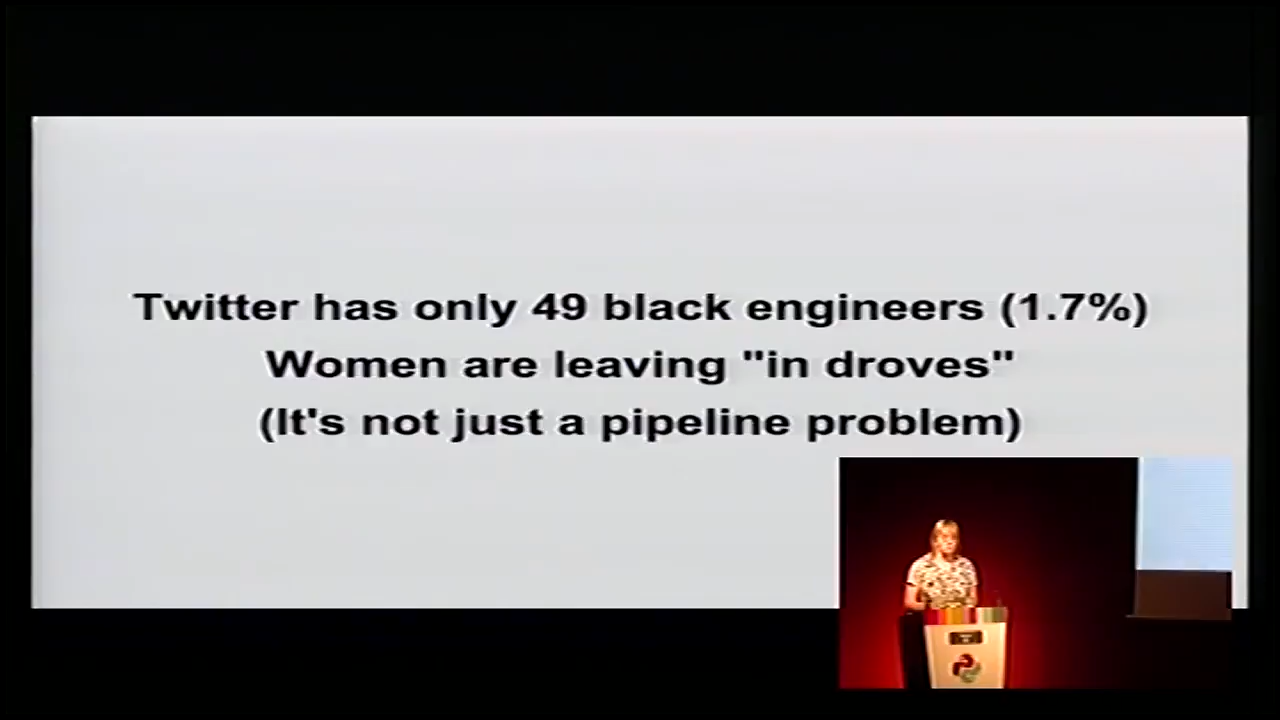 Twitter has only 49 black engineers (1.7%)
Women are leaving "in droves"
(It's not just a pipeline problem)